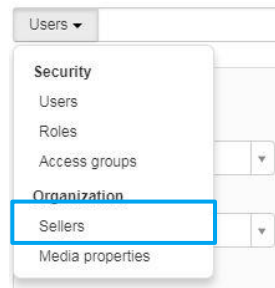 Users
Security
Users
Roles
Access groups
Organization
Sellers
Media properties